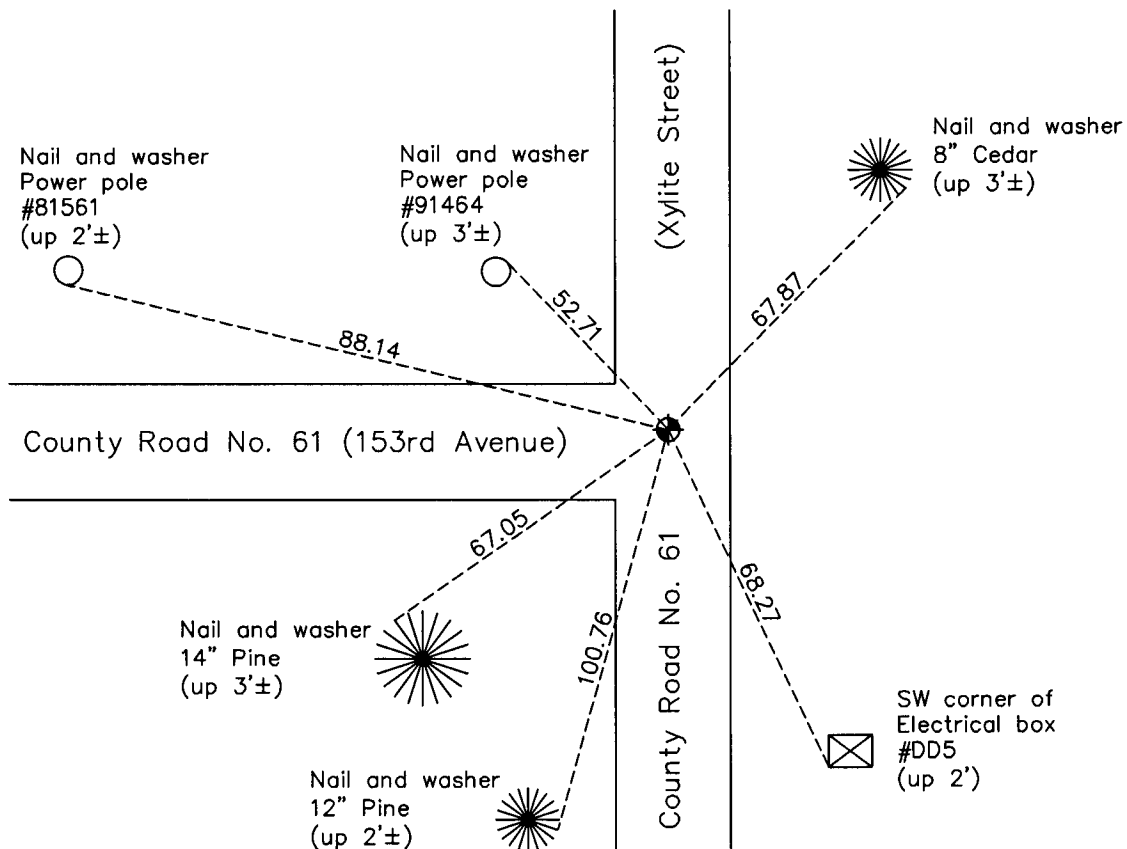 (Xylite Street)
Nail and washer
8" Cedar
(up 3'±)
Nail and washer
Power pole
#81561
(up 2'±)
Nail and washer
Power pole
#91464
(up 3'±)
52.71
67.87
88.14
County Road No. 61 (153rd Avenue)
67.05
68.27
100.76
County Road No. 61
Nail and washer
14" Pine
(up 3'±)
SW corner of
Electrical box
#DD5
(up 2')
Nail and washer
12" Pine
(up 2'±)